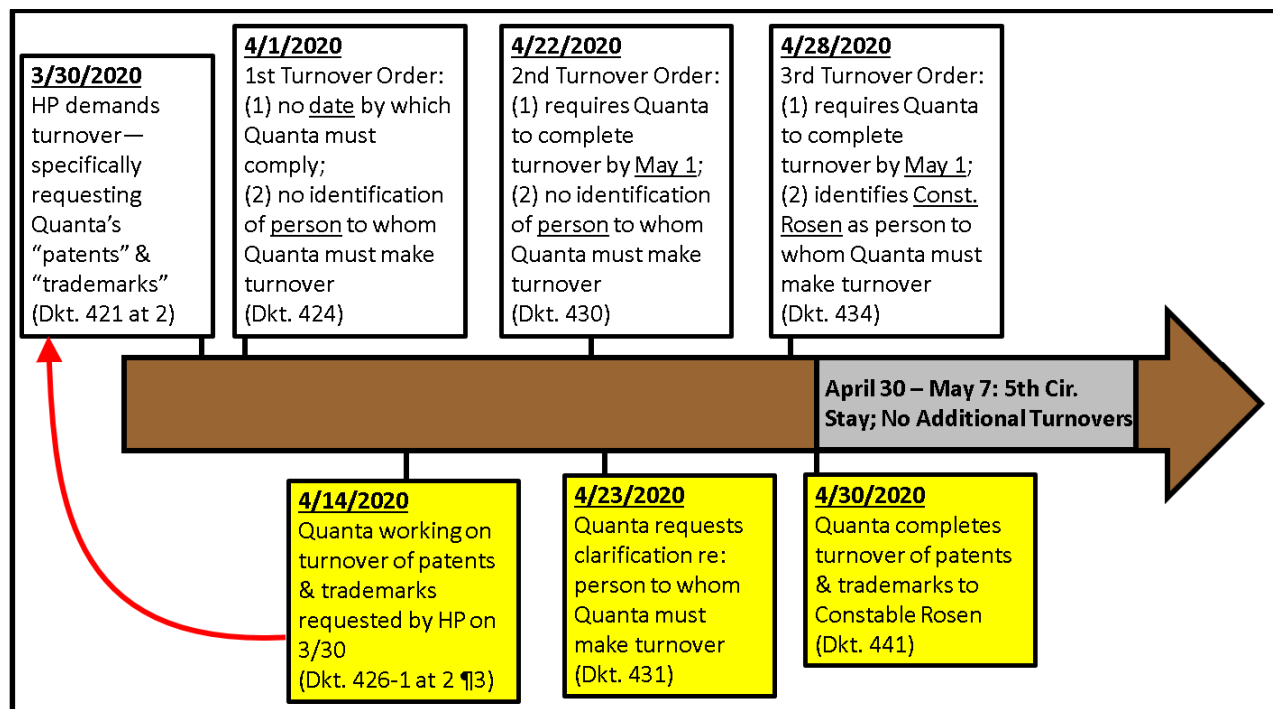 3/30/2020
HP demands
turnover—
specifically
requesting
Quanta’s
“patents” &
“trademarks”
(Dkt. 421 at 2)
4/1/2020
1st Turnover Order:
(1) no date by which
Quanta must
comply;
(2) no identification
of person to whom
Quanta must make
turnover
(Dkt. 424)
4/22/2020
2nd Turnover Order:
(1) requires Quanta
to complete
turnover by May 1;
(2) no identification
of person to whom
Quanta must make
turnover
(Dkt. 430)
4/28/2020
3rd Turnover Order:
(1) requires Quanta
to complete
turnover by May 1;
(2) identifies Const.
Rosen as person to
whom Quanta must
make turnover
(Dkt. 434)
April 30 – May 7: 5th Cir.
Stay; No Additional Turnovers
4/14/2020
Quanta working on
turnover of patents
& trademarks
requested by HP on
3/30
(Dkt. 426-1 at 2 ¶3)
4/23/2020
Quanta requests
clarification re:
person to whom
Quanta must
make turnover
(Dkt. 431)
4/30/2020
Quanta completes
turnover of patents
& trademarks to
Constable Rosen
(Dkt. 441)